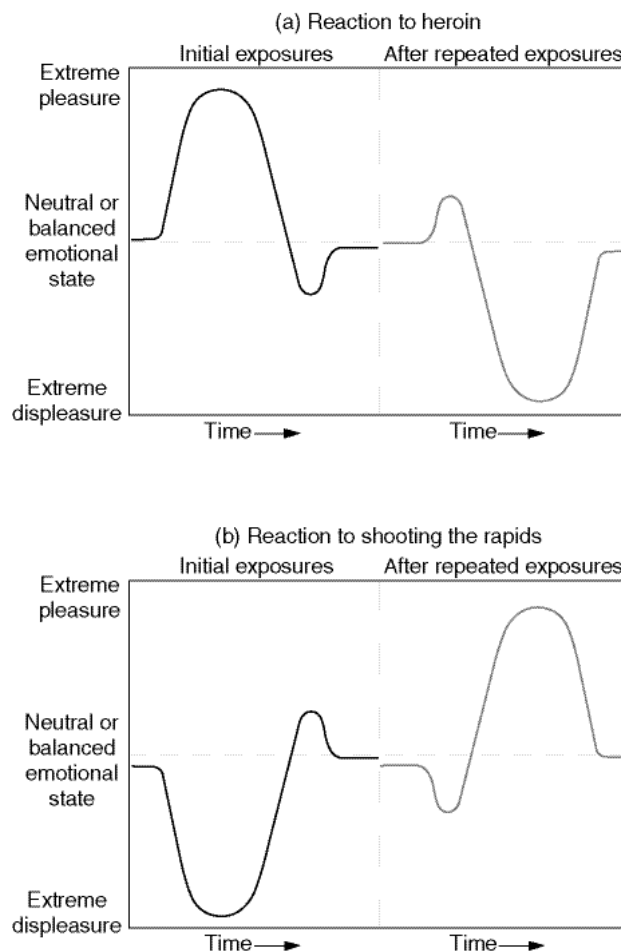 (a) Reaction to heroin
Initial exposures
After repeated exposures
Extreme
pleasure
Neutral or
balanced
emotional
state
Extreme
displeasure
Time
Time
(b) Reaction to shooting the rapids
Initial exposures
After repeated exposures
Extreme
pleasure
Neutral or
balanced
emotional
state
Extreme
displeasure
Time
Time